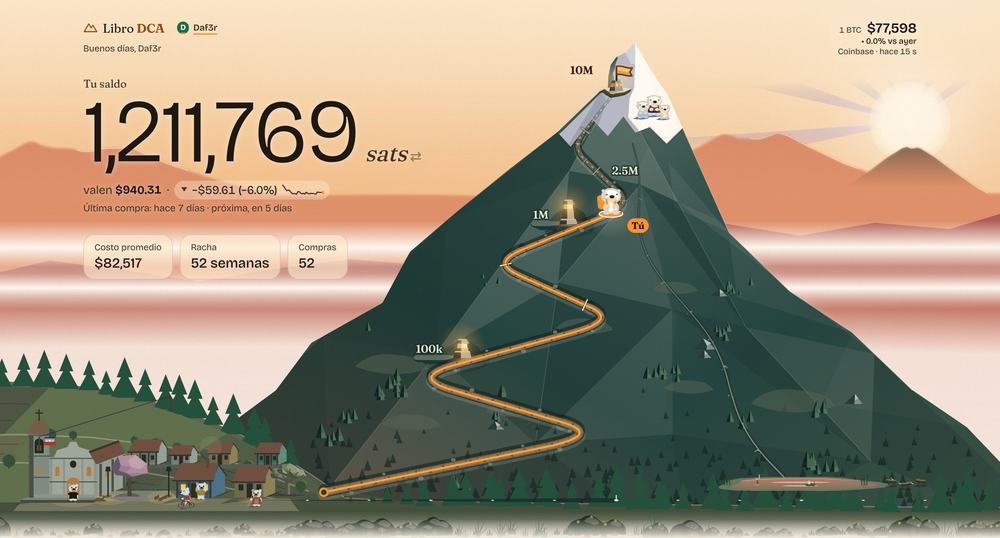 Libro DCA
D Daf3r
Buenos días, Daf3r
1 BTC $77,598
• 0.0% vs ayer
Coinbase · hace 15 s
Tu saldo
1,211,769 sats ⇄
valen $940.31 · ▼ −$59.61 (−6.0%)
Última compra: hace 7 días · próxima, en 5 días
Costo promedio
$82,517
Racha
52 semanas
Compras
52
10M
2.5M
1M
Tú
100k